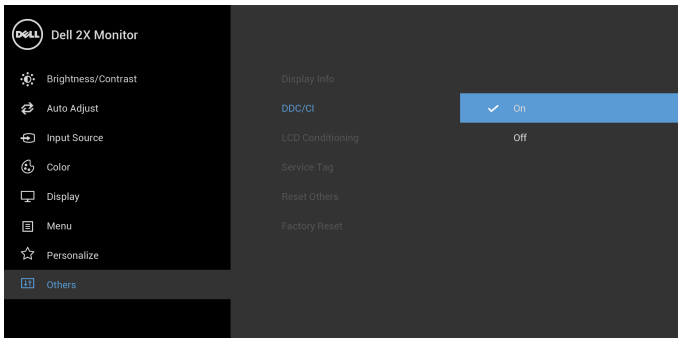 DELL
Dell 2X Monitor
Brightness/Contrast
Auto Adjust
Input Source
Color
Display
Menu
Personalize
Others
Display Info
DDC/CI
LCD Conditioning
Service Tag
Reset Others
Factory Reset
On
Off